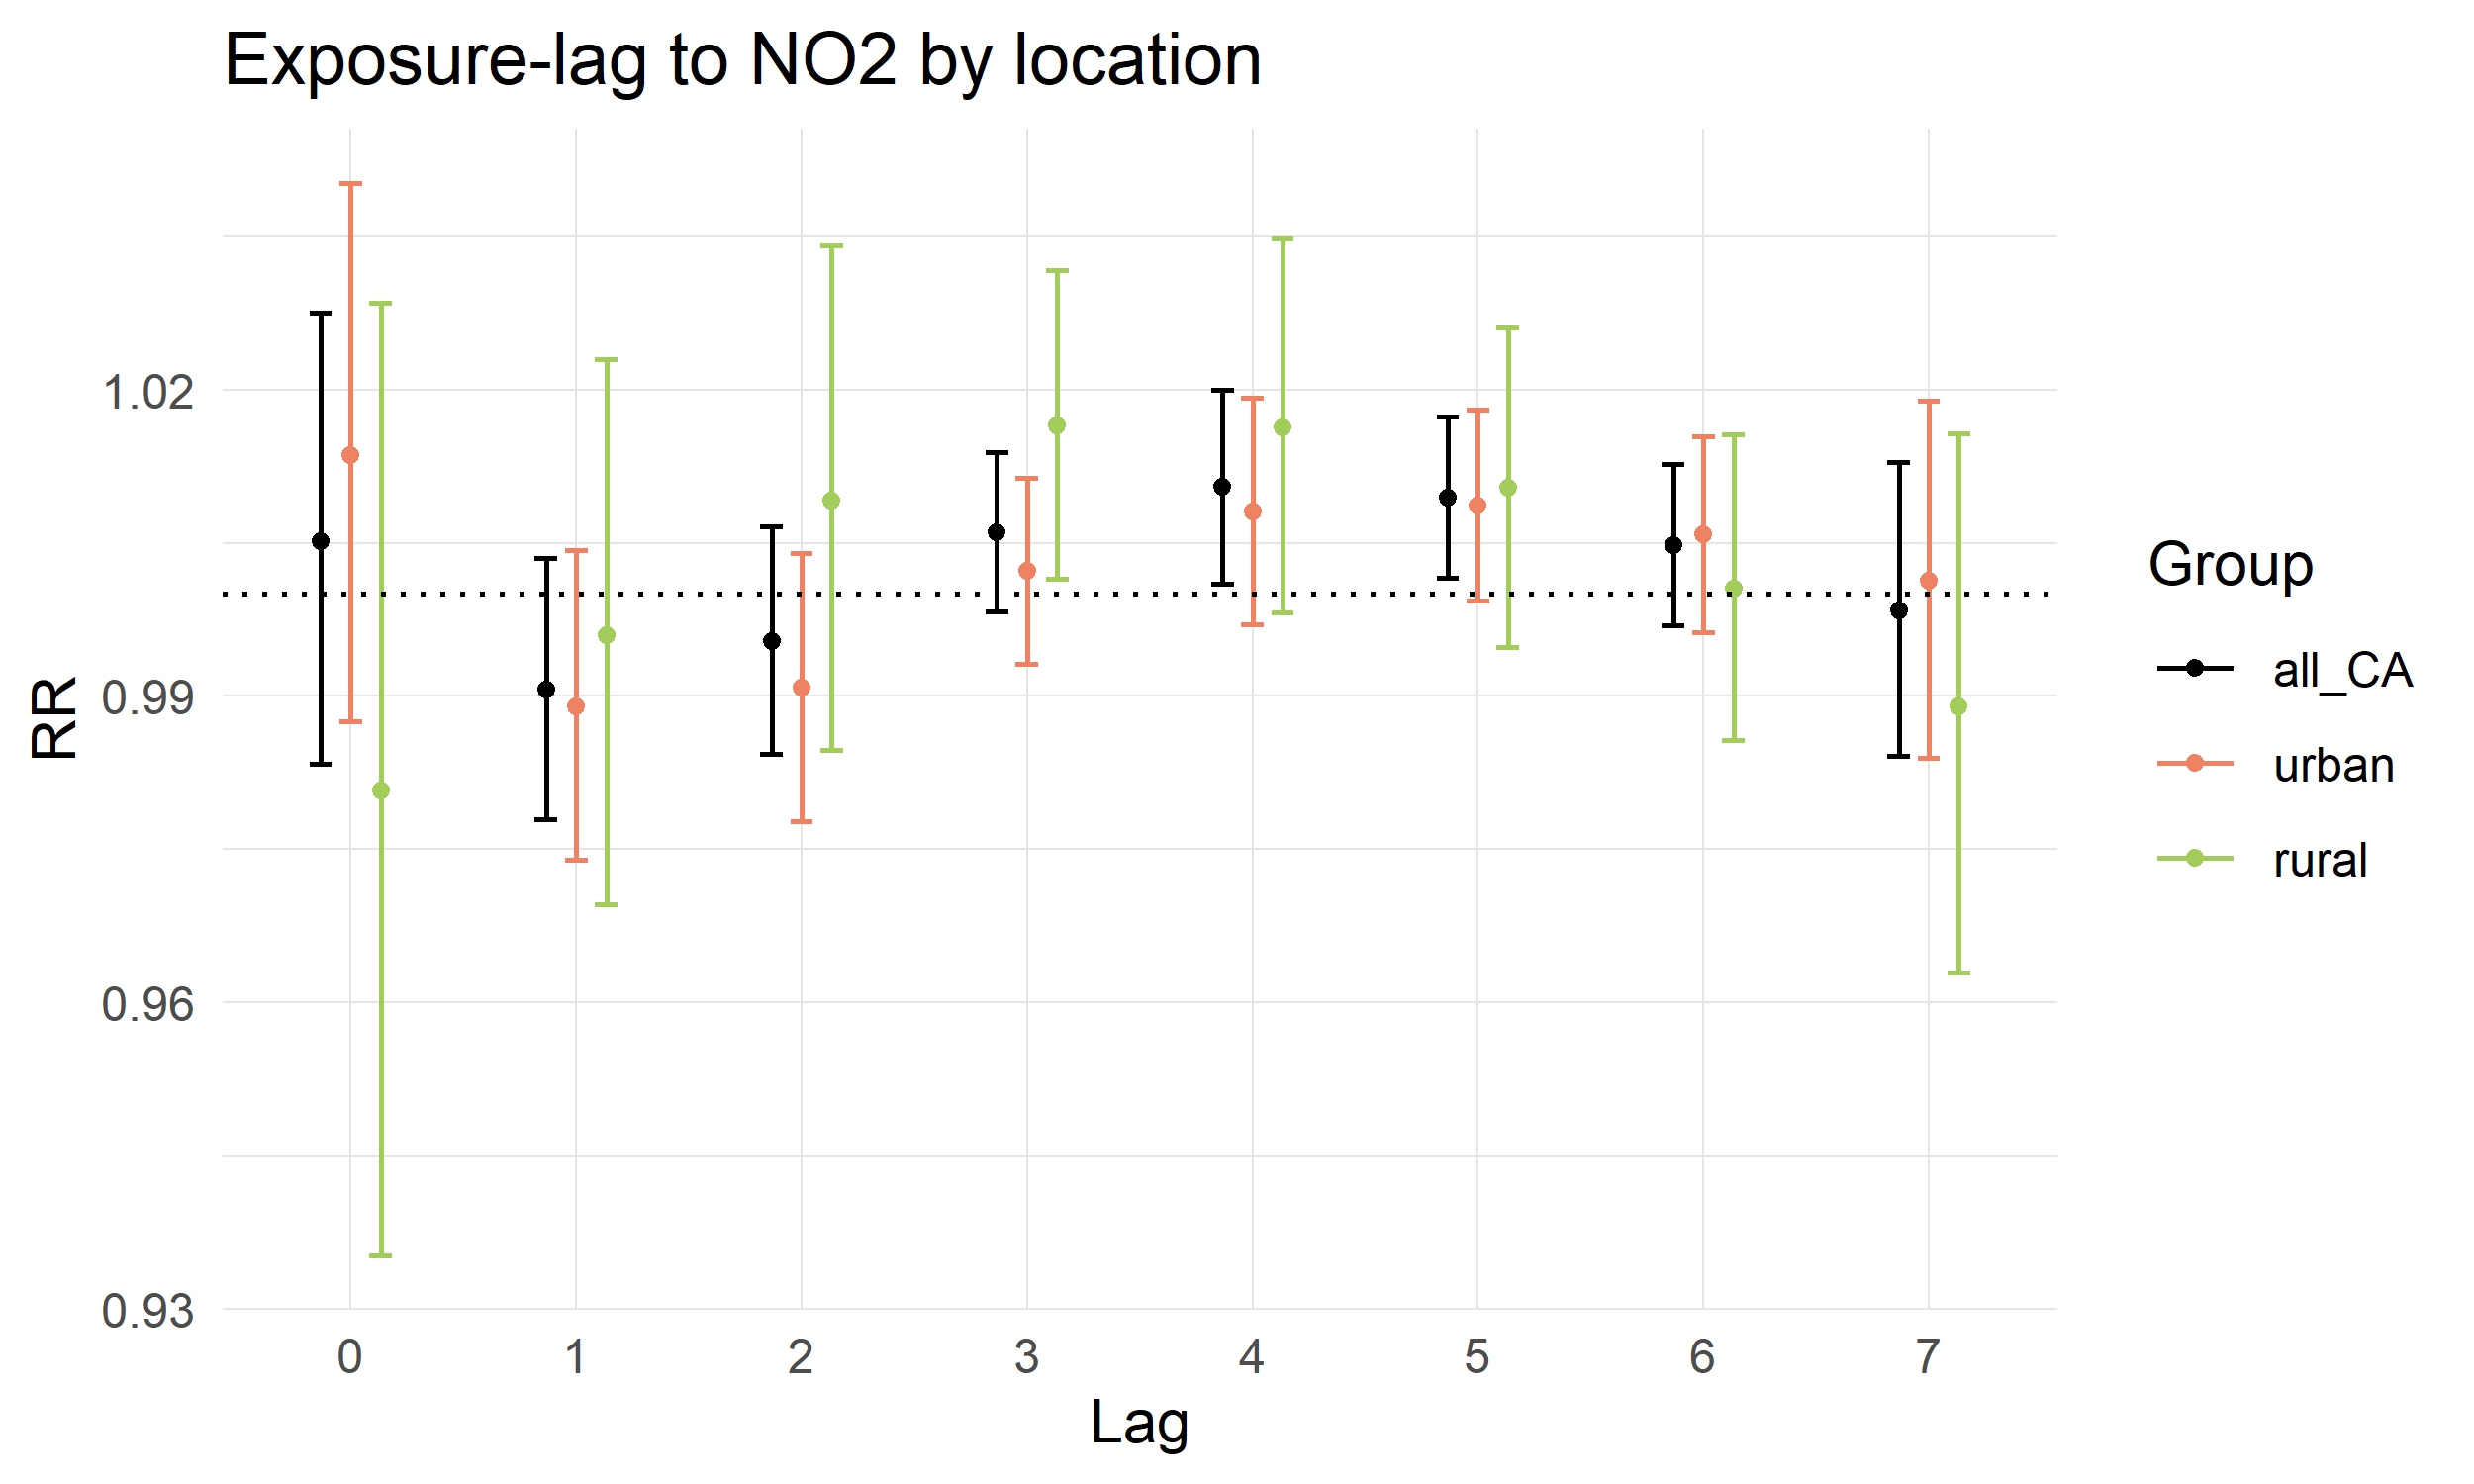 Exposure-lag to NO2 by location
1.02
0.99
0.96
0.93
RR
0 1 2 3 4 5 6 7
Lag
Group
all_CA
urban
rural